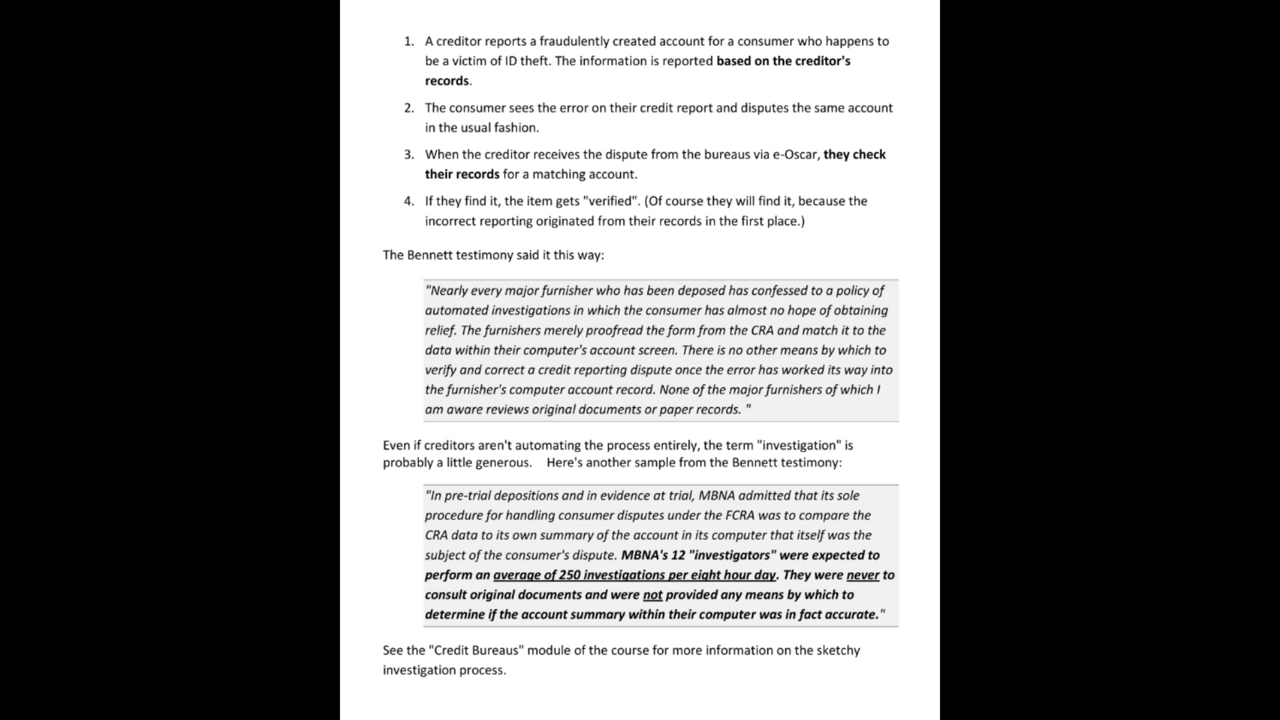 1. A creditor reports a fraudulently created account for a consumer who happens to
be a victim of ID theft. The information is reported based on the creditor's
records.
2. The consumer sees the error on their credit report and disputes the same account
in the usual fashion.
3. When the creditor receives the dispute from the bureaus via e-Oscar, they check
their records for a matching account.
4. If they find it, the item gets "verified". (Of course they will find it, because the
incorrect reporting originated from their records in the first place.)
The Bennett testimony said it this way:
"Nearly every major furnisher who has been deposed has confessed to a policy of
automated investigations in which the consumer has almost no hope of obtaining
relief. The furnishers merely proofread the form from the CRA and match it to the
data within their computer's account screen. There is no other means by which to
verify and correct a credit reporting dispute once the error has worked its way into
the furnisher's computer account record. None of the major furnishers of which I
am aware reviews original documents or paper records. "
Even if creditors aren't automating the process entirely, the term "investigation" is
probably a little generous. Here's another sample from the Bennett testimony:
"In pre-trial depositions and in evidence at trial, MBNA admitted that its sole
procedure for handling consumer disputes under the FCRA was to compare the
CRA data to its own summary of the account in its computer that itself was the
subject of the consumer's dispute. MBNA's 12 "investigators" were expected to
perform an average of 250 investigations per eight hour day. They were never to
consult original documents and were not provided any means by which to
determine if the account summary within their computer was in fact accurate."
See the "Credit Bureaus" module of the course for more information on the sketchy
investigation process.